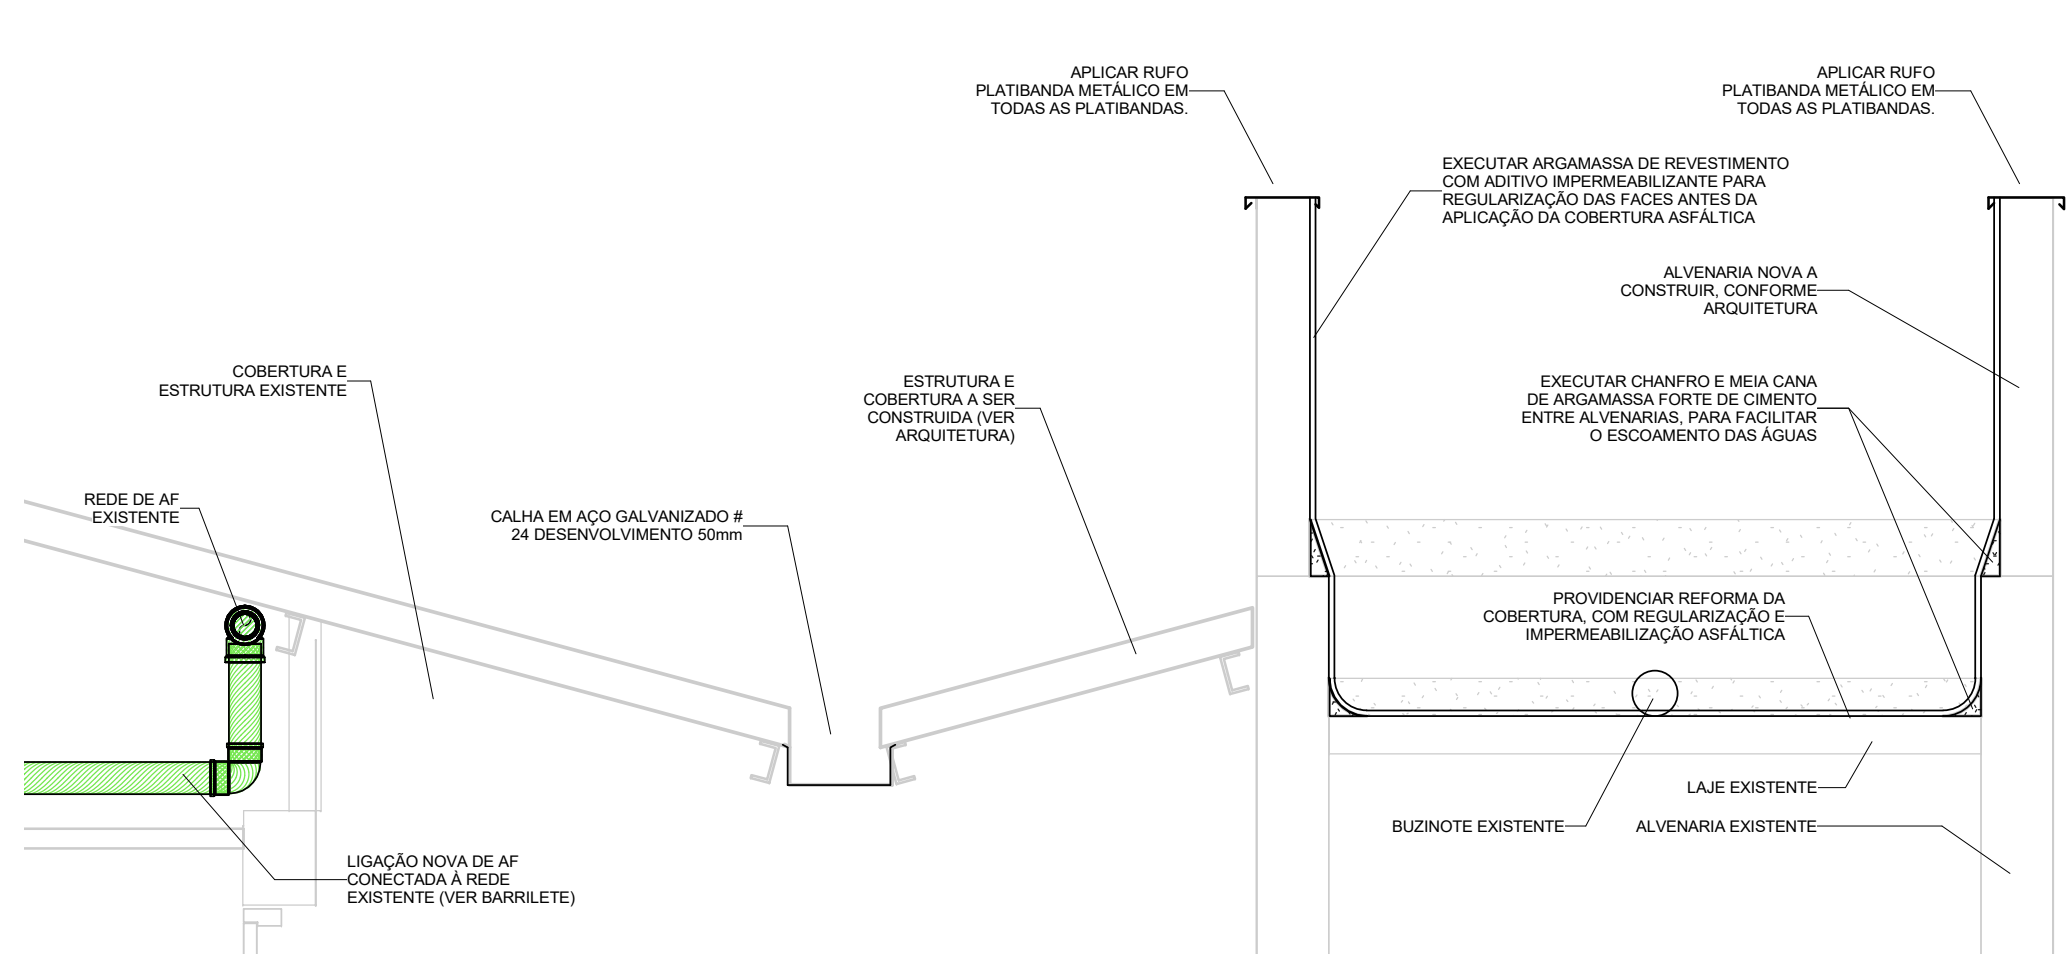 APLICAR RUFO
PLATIBANDA METÁLICO EM
TODAS AS PLATIBANDAS.
APLICAR RUFO
PLATIBANDA METÁLICO EM
TODAS AS PLATIBANDAS.
EXECUTAR ARGAMASSA DE REVESTIMENTO
COM ADITIVO IMPERMEABILIZANTE PARA
REGULARIZAÇÃO DAS FACES ANTES DA
APLICAÇÃO DA COBERTURA ASFÁLTICA
ALVENARIA NOVA A
CONSTRUIR, CONFORME
ARQUITETURA
COBERTURA E
ESTRUTURA EXISTENTE
ESTRUTURA E
COBERTURA A SER
CONSTRUIDA (VER
ARQUITETURA)
EXECUTAR CHANFRO E MEIA CANA
DE ARGAMASSA FORTE DE CIMENTO
ENTRE ALVENARIAS, PARA FACILITAR
O ESCOAMENTO DAS ÁGUAS
REDE DE AF
EXISTENTE
CALHA EM AÇO GALVANIZADO #
24 DESENVOLVIMENTO 50mm
PROVIDENCIAR REFORMA DA
COBERTURA, COM REGULARIZAÇÃO E
IMPERMEABILIZAÇÃO ASFÁLTICA
LAJE EXISTENTE
BUZINOTE EXISTENTE
ALVENARIA EXISTENTE
LIGAÇÃO NOVA DE AF
CONECTADA À REDE
EXISTENTE (VER BARRILETE)